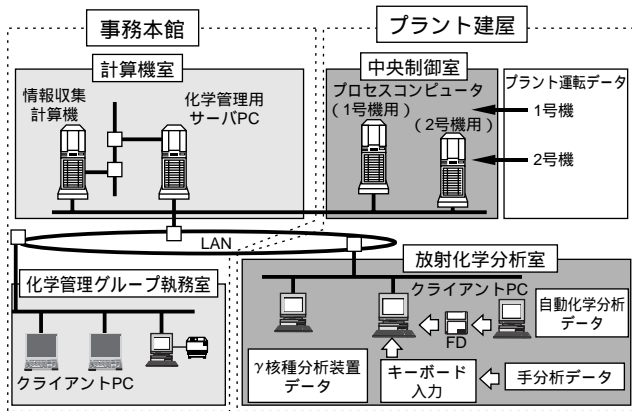 事務本館
プラント建屋
計算機室
情報収集
計算機
化学管理用
サーバPC
中央制御室
プロセスコンピュータ
(1号機用)
(2号機用)
プラント運転データ
1号機
2号機
LAN
化学管理グループ執務室
クライアントPC
放射化学分析室
クライアントPC
FD
自動化学分析
データ
γ核種分析装置
データ
キーボード
入力
手分析データ